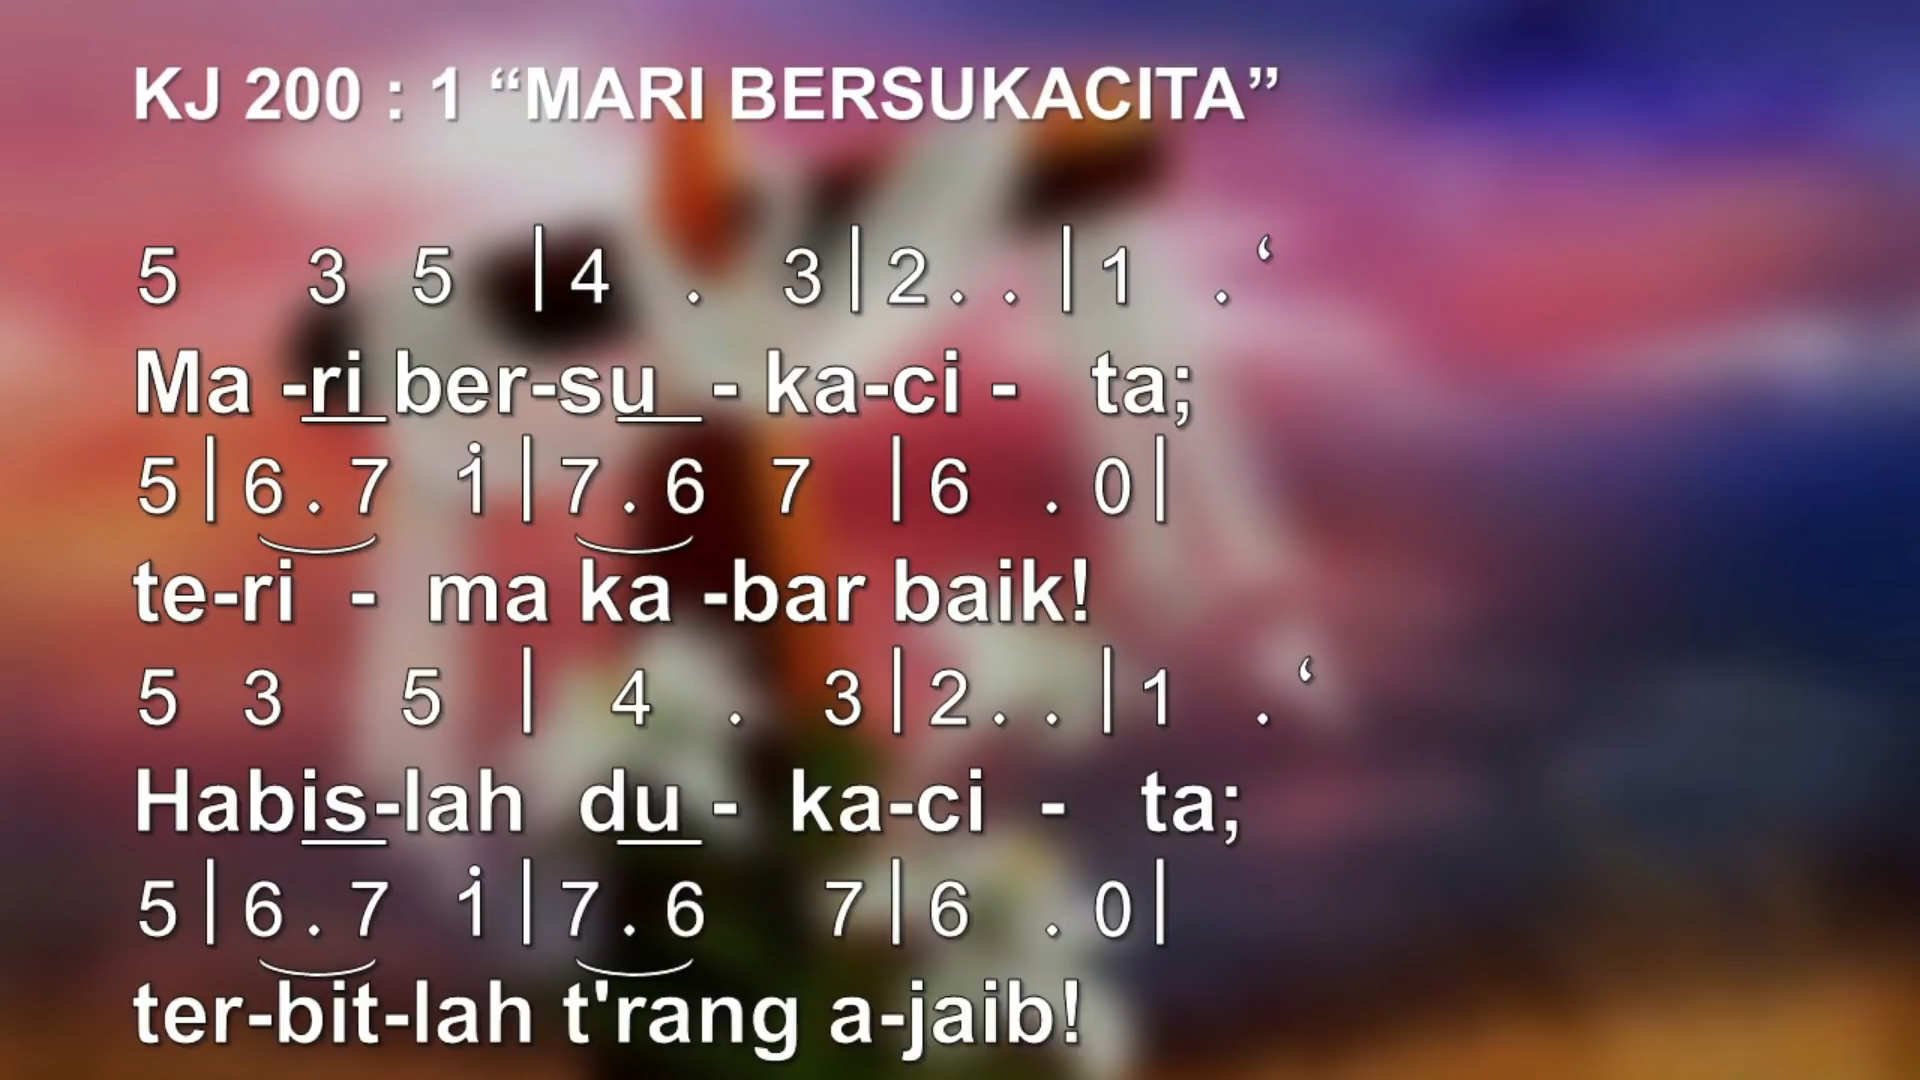 KJ 200 : 1 “MARI BERSUKACITA”
5 3 5 |4 . 3|2 . . |1 . ‘
Ma -ri ber-su - ka-ci - ta;
5|6 . 7 i|7 . 6 7 |6 . 0|
te-ri - ma ka -bar baik!
5 3 5 | 4 . 3|2 . . |1 . ‘
Habis-lah du - ka-ci - ta;
5|6 . 7 i|7 . 6 7|6 . 0|
ter-bit-lah t'rang a-jaib!